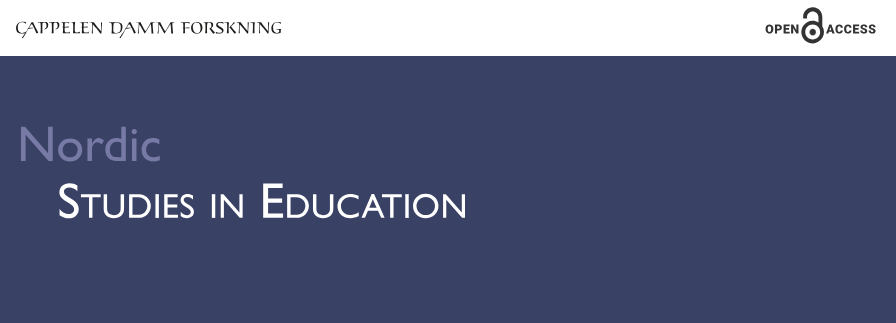 CAPPELEN DAMM FORSKNING
OPEN ACCESS
Nordic
STUDIES IN EDUCATION